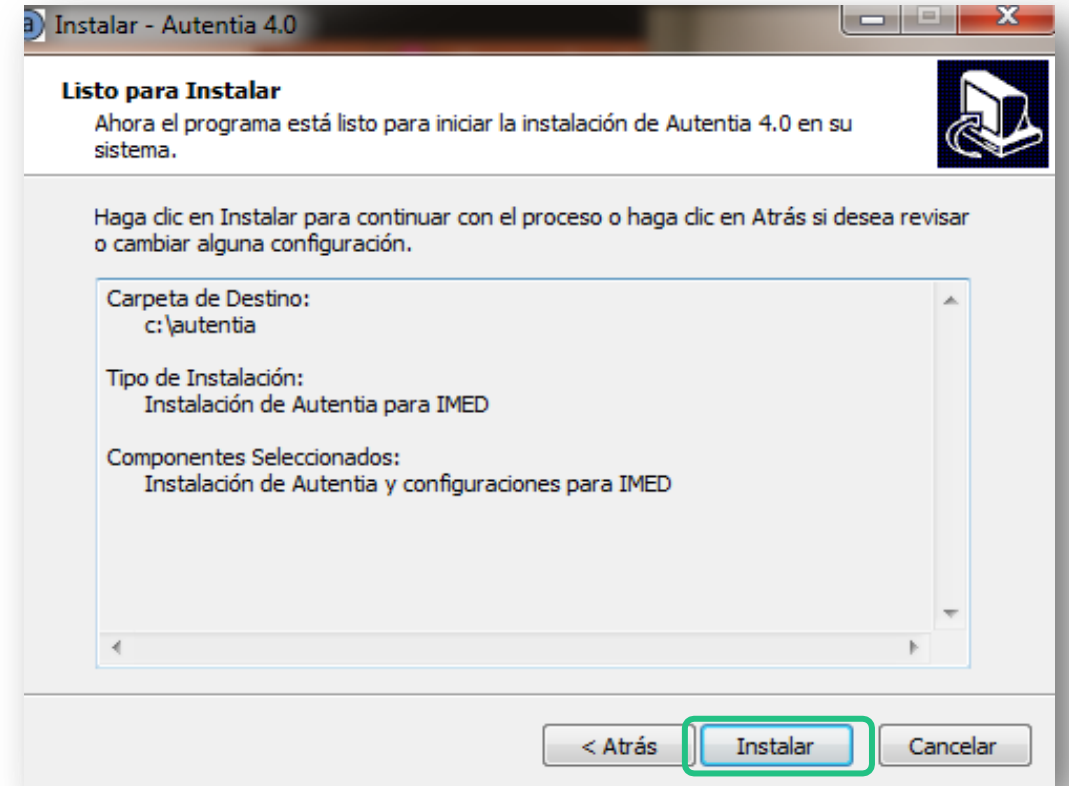 Instalar - Autentia 4.0
Listo para Instalar
Ahora el programa está listo para iniciar la instalación de Autentia 4.0 en su
sistema.
Haga clic en Instalar para continuar con el proceso o haga clic en Atrás si desea revisar
o cambiar alguna configuración.
Carpeta de Destino:
c:\autentia
Tipo de Instalación:
Instalación de Autentia para IMED
Componentes Seleccionados:
Instalación de Autentia y configuraciones para IMED
< Atrás Instalar Cancelar